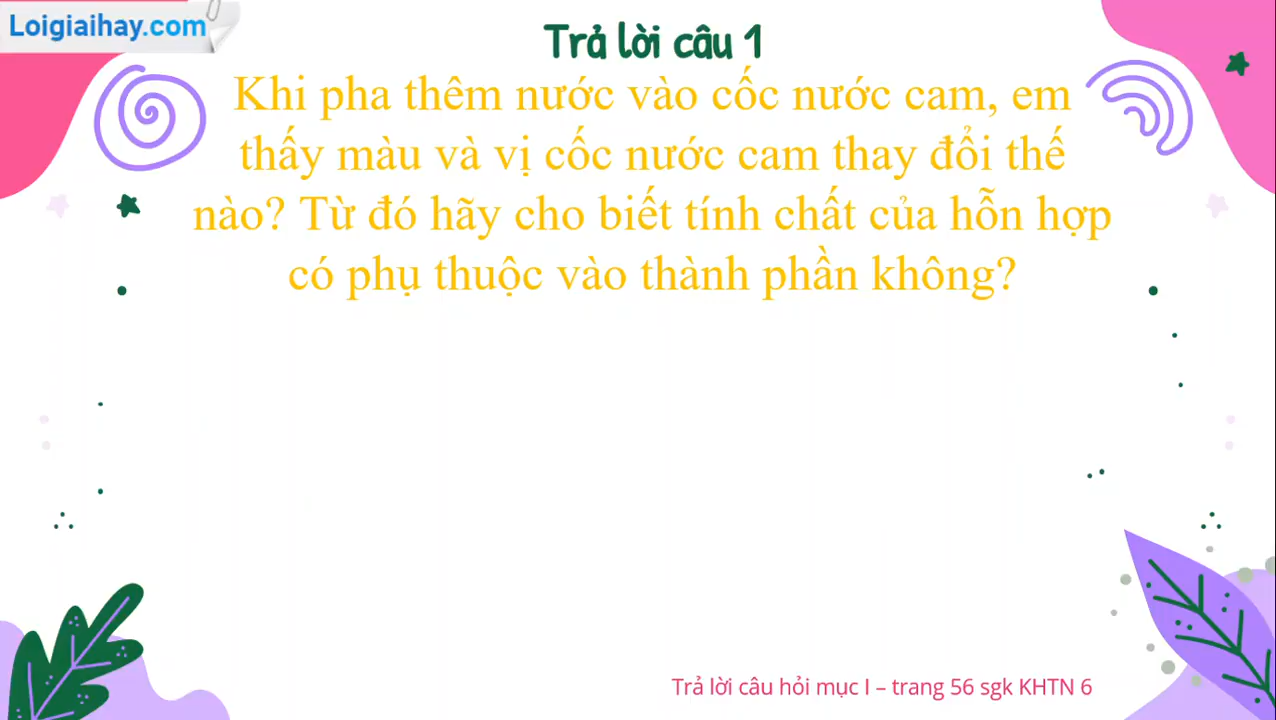 Loigiaihay.com
Trả lời câu 1
Khi pha thêm nước vào cốc nước cam, em
thấy màu và vị cốc nước cam thay đổi thế
nào? Từ đó hãy cho biết tính chất của hỗn hợp
có phụ thuộc vào thành phần không?
Trả lời câu hỏi mục I – trang 56 sgk KHTN 6